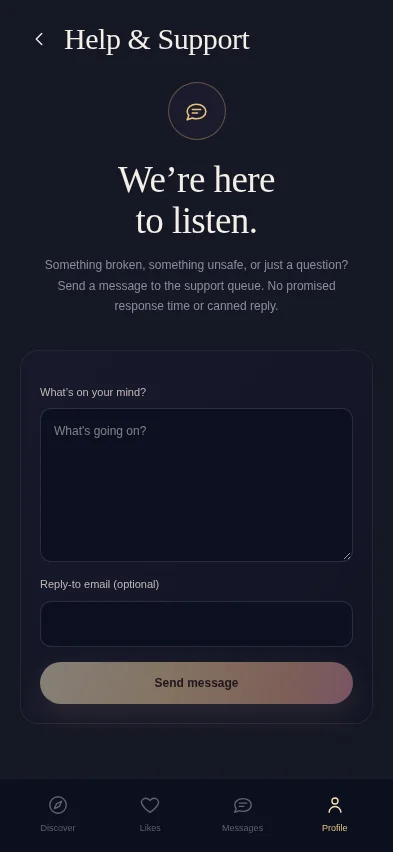 Help & Support
We’re here
to listen.
Something broken, something unsafe, or just a question?
Send a message to the support queue. No promised
response time or canned reply.
What's on your mind?
What's going on?
Reply-to email (optional)
Send message
Discover
Likes
Messages
Profile